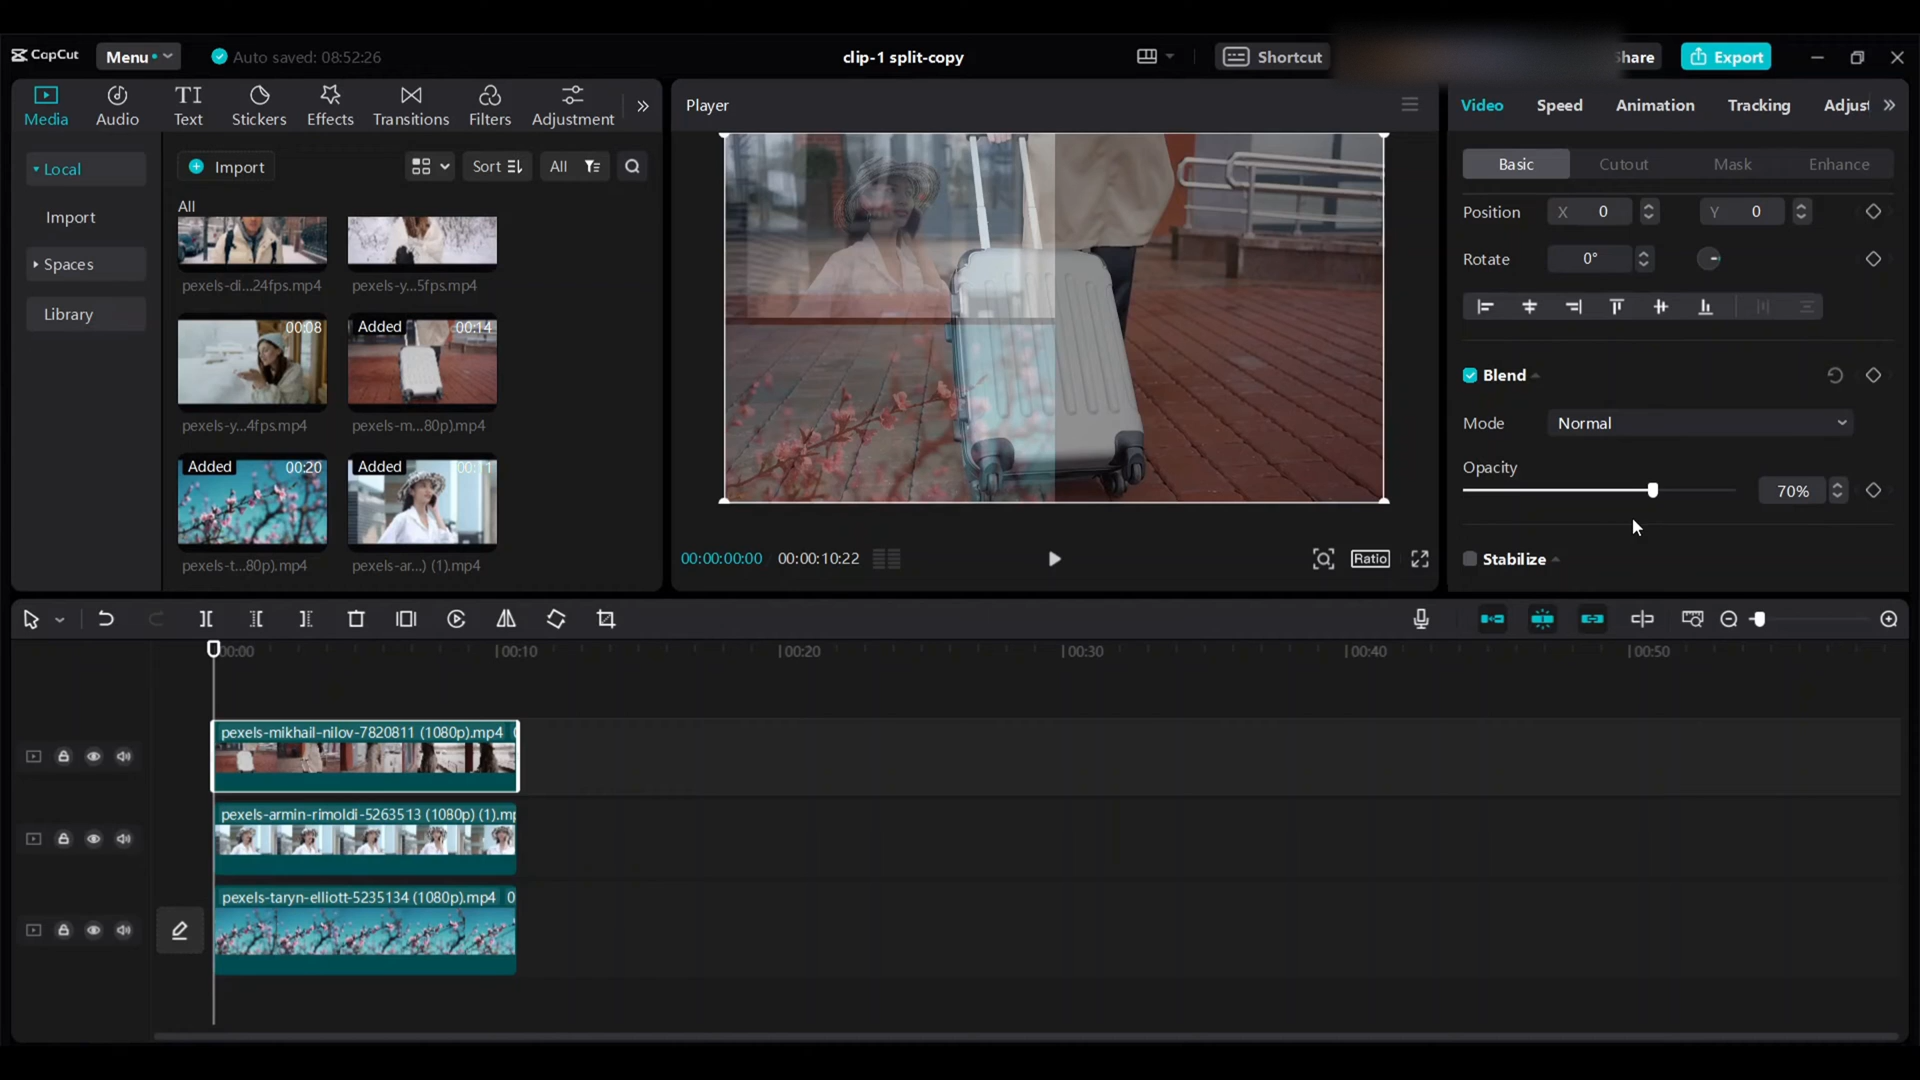 CapCut
Menu
Auto saved: 08:52:26
clip-1 split-copy
Shortcut
hare
Export
Media
Audio
Text
Stickers
Effects
Transitions
Filters
Adjustment
Local
Import
Spaces
Library
Import
Sort
All
All
pexels-di...24fps.mp4
pexels-y...5fps.mp4
00:08
Added
00:14
pexels-y...4fps.mp4
pexels-m...80p).mp4
Added
00:20
Added
00:11
pexels-t...80p).mp4
pexels-ar...) (1).mp4
Player
00:00:00:00
00:00:10:22
Ratio
Video
Speed
Animation
Tracking
Adjust
Basic
Cutout
Mask
Enhance
Position
X
0
Y
0
Rotate
0°
Blend
Mode
Normal
Opacity
70%
Stabilize
00:00
00:10
00:20
00:30
00:40
00:50
pexels-mikhail-nilov-7820811 (1080p).mp4
pexels-armin-rimoldi-5263513 (1080p) (1).mp
pexels-taryn-elliott-5235134 (1080p).mp4 0